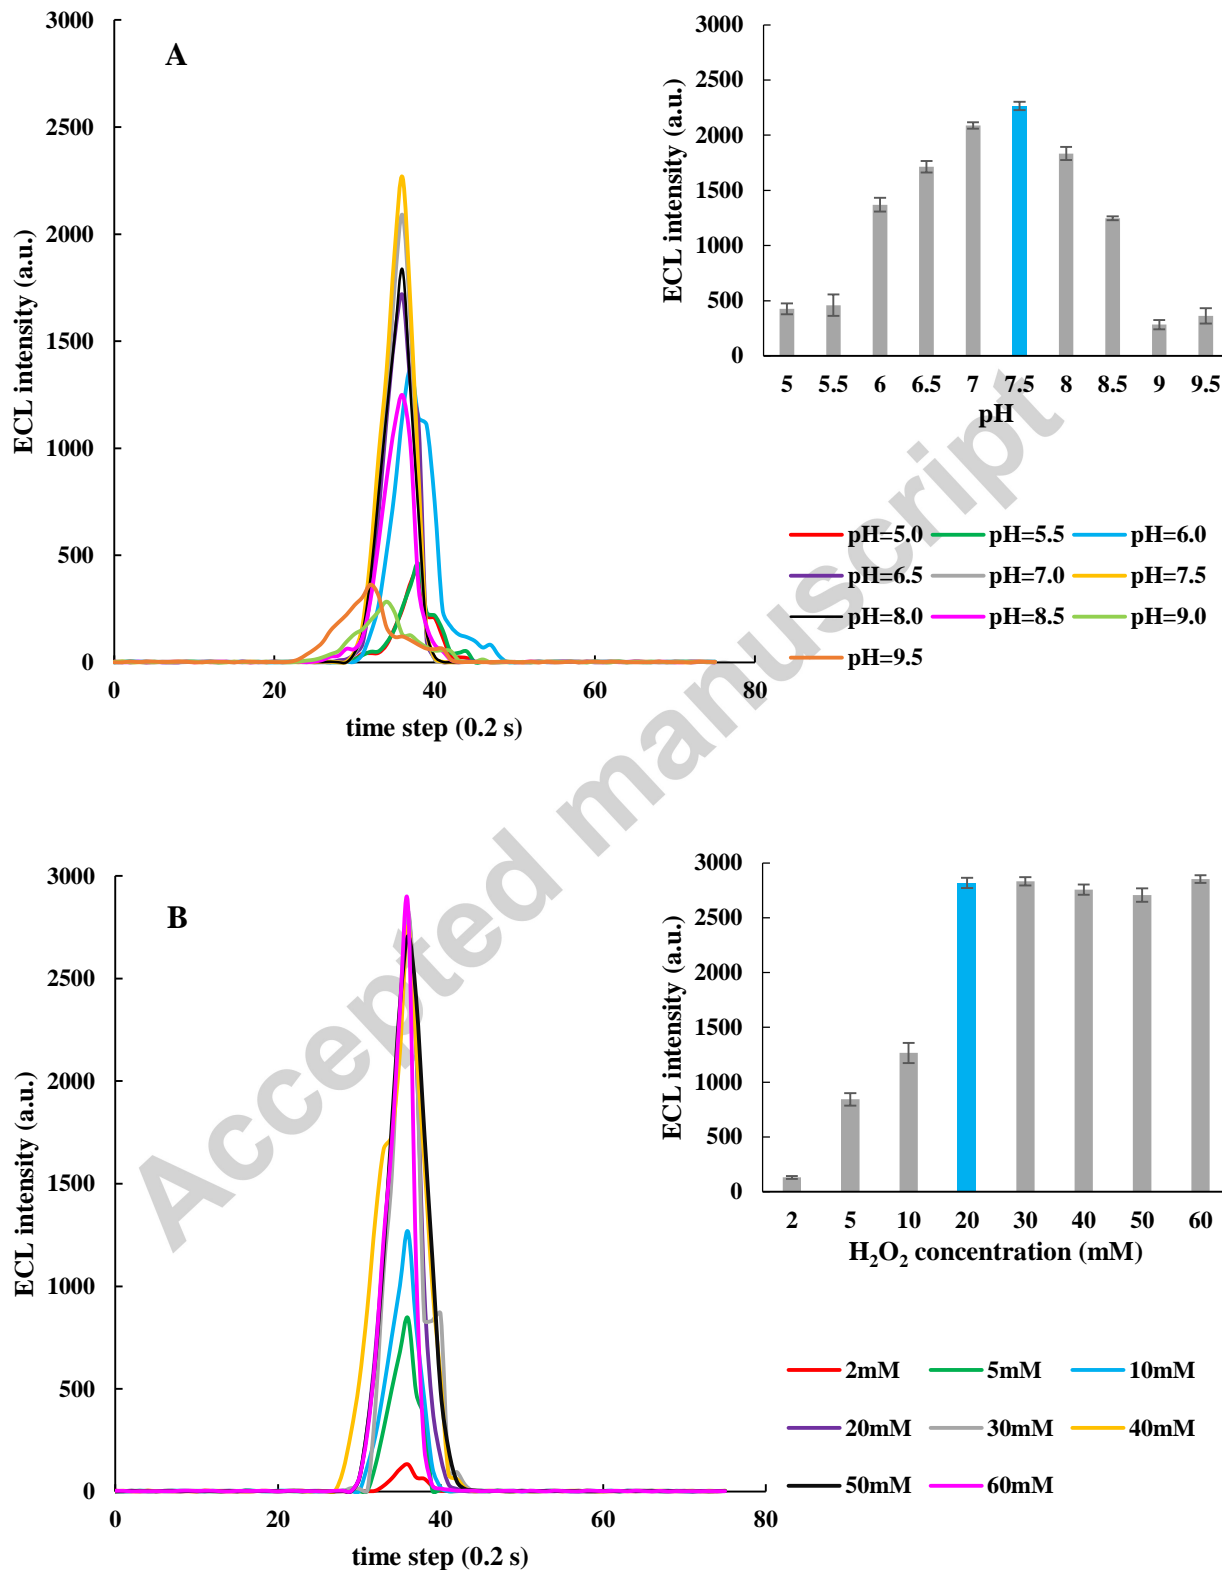 A
3000
2500
2000
1500
1000
500
0
ECL intensity (a.u.)
0 20 40 60 80
time step (0.2 s)
3000
2500
2000
1500
1000
500
0
ECL intensity (a.u.)
5 5.5 6 6.5 7 7.5 8 8.5 9 9.5
pH
pH=5.0 pH=5.5 pH=6.0
pH=6.5 pH=7.0 pH=7.5
pH=8.0 pH=8.5 pH=9.0
pH=9.5
Accepted manuscript
B
3000
2500
2000
1500
1000
500
0
ECL intensity (a.u.)
0 20 40 60 80
time step (0.2 s)
3000
2500
2000
1500
1000
500
0
ECL intensity (a.u.)
2 5 10 20 30 40 50 60
H₂O₂ concentration (mM)
2mM 5mM 10mM
20mM 30mM 40mM
50mM 60mM